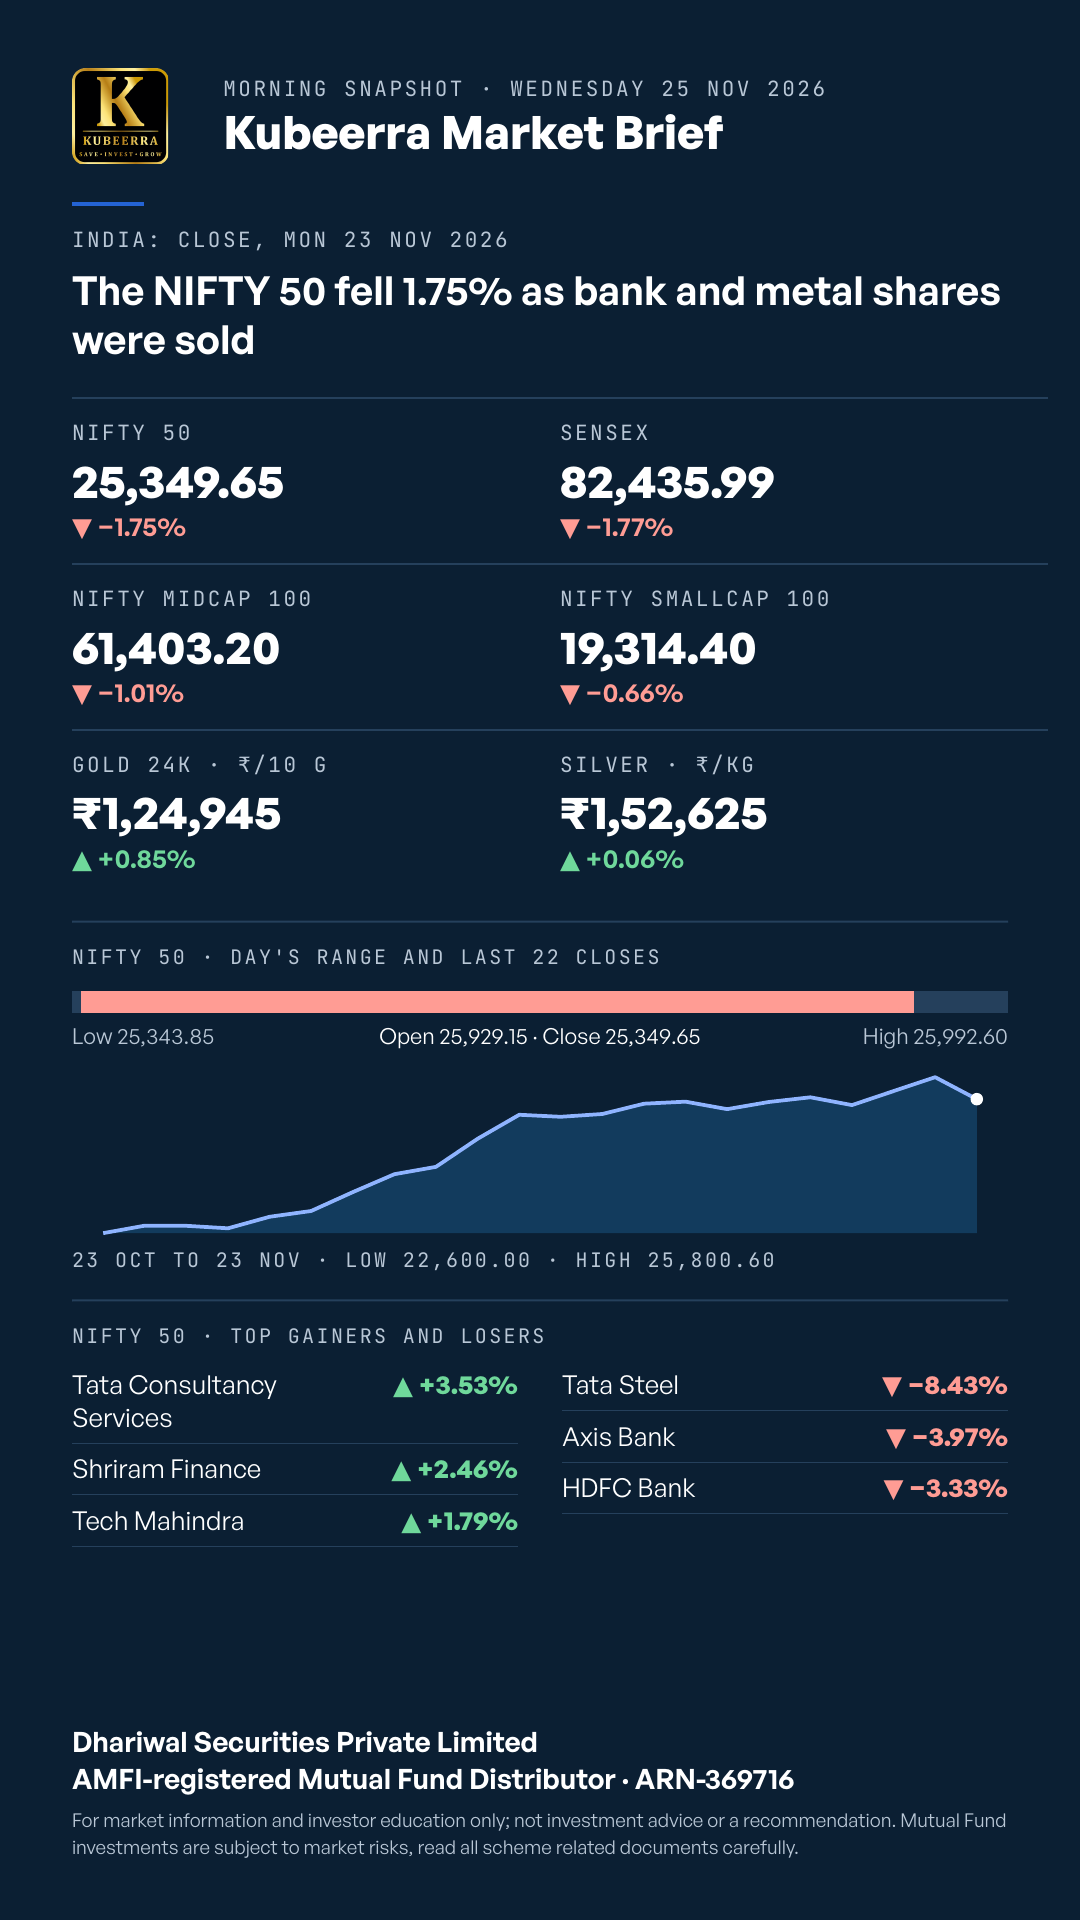 K
KUBEERRA
SAVE • INVEST • GROW
MORNING SNAPSHOT · WEDNESDAY 25 NOV 2026
Kubeerra Market Brief
INDIA: CLOSE, MON 23 NOV 2026
The NIFTY 50 fell 1.75% as bank and metal shares
were sold
NIFTY 50
25,349.65
▼ −1.75%
SENSEX
82,435.99
▼ −1.77%
NIFTY MIDCAP 100
61,403.20
▼ −1.01%
NIFTY SMALLCAP 100
19,314.40
▼ −0.66%
GOLD 24K · ₹/10 G
₹1,24,945
▲ +0.85%
SILVER · ₹/KG
₹1,52,625
▲ +0.06%
NIFTY 50 · DAY'S RANGE AND LAST 22 CLOSES
Low 25,343.85
Open 25,929.15 · Close 25,349.65
High 25,992.60
23 OCT TO 23 NOV · LOW 22,600.00 · HIGH 25,800.60
NIFTY 50 · TOP GAINERS AND LOSERS
Tata Consultancy
Services
▲ +3.53%
Shriram Finance
▲ +2.46%
Tech Mahindra
▲ +1.79%
Tata Steel
▼ −8.43%
Axis Bank
▼ −3.97%
HDFC Bank
▼ −3.33%
Dhariwal Securities Private Limited
AMFI-registered Mutual Fund Distributor · ARN-369716
For market information and investor education only; not investment advice or a recommendation. Mutual Fund
investments are subject to market risks, read all scheme related documents carefully.